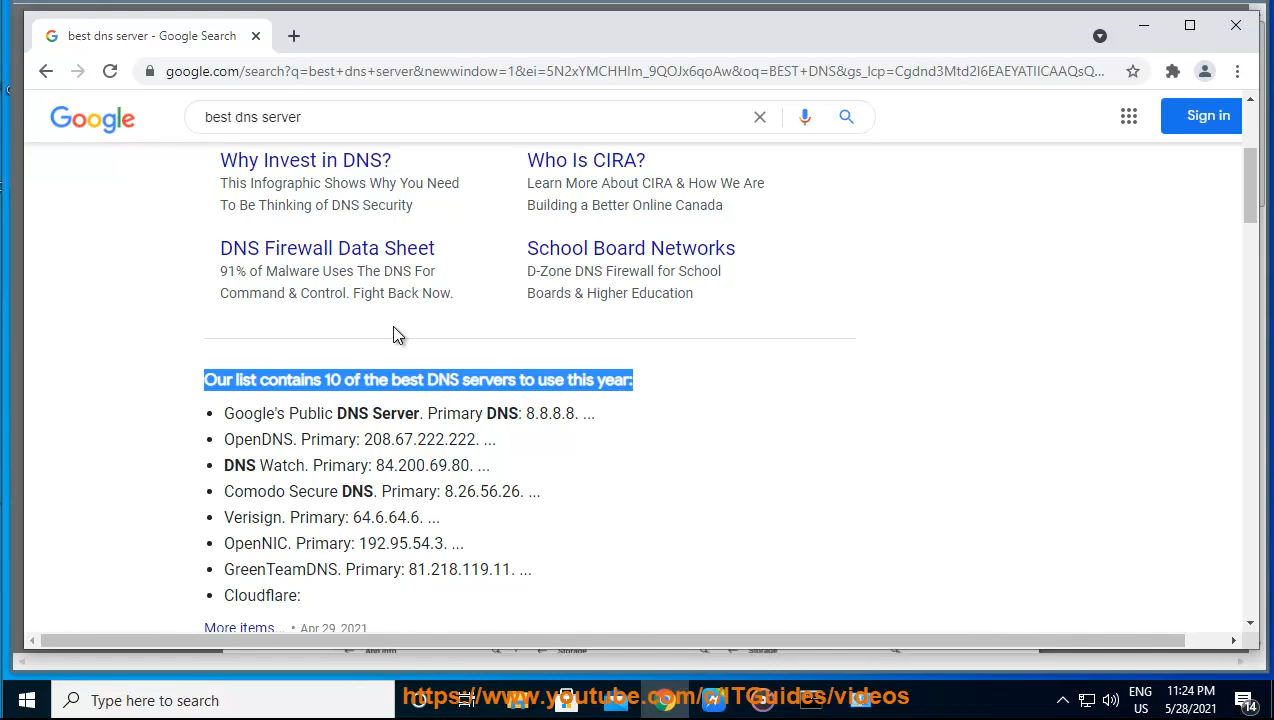 best dns server - Google Search
google.com/search?q=best+dns+server&newwindow=1&ei=5N2xYMCHHIm_9QOJx6qoAw&oq=BEST+DNS&gs_lcp=Cgdnd3Mtd2l6EAEYATIICAAQsQ...
Google
best dns server
Sign in
Why Invest in DNS?
This Infographic Shows Why You Need
To Be Thinking of DNS Security
Who Is CIRA?
Learn More About CIRA & How We Are
Building a Better Online Canada
DNS Firewall Data Sheet
91% of Malware Uses The DNS For
Command & Control. Fight Back Now.
School Board Networks
D-Zone DNS Firewall for School
Boards & Higher Education
Our list contains 10 of the best DNS servers to use this year:
Google's Public DNS Server. Primary DNS: 8.8.8.8. ...
OpenDNS. Primary: 208.67.222.222. ...
DNS Watch. Primary: 84.200.69.80. ...
Comodo Secure DNS. Primary: 8.26.56.26. ...
Verisign. Primary: 64.6.64.6. ...
OpenNIC. Primary: 192.95.54.3. ...
GreenTeamDNS. Primary: 81.218.119.11. ...
Cloudflare:
More items... • Apr 29, 2021
Type here to search
https://www.youtube.com/c/ITGuides/videos
ENG
US
11:24 PM
5/28/2021
14